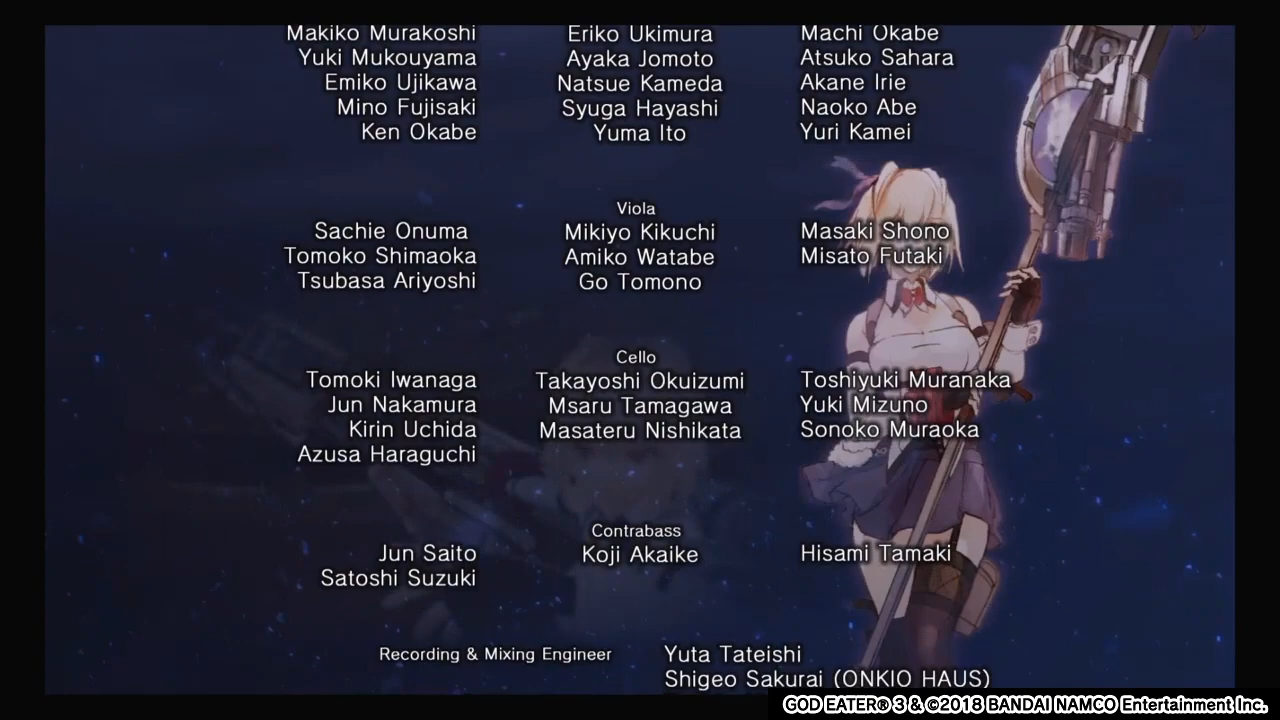 Makiko Murakoshi Eriko Ukimura Machi Okabe
Yuki Mukouyama Ayaka Jomoto Atsuko Sahara
Emiko Ujikawa Natsue Kameda Akane Irie
Mino Fujisaki Syuga Hayashi Naoko Abe
Ken Okabe Yuma Ito Yuri Kamei
Viola
Sachie Onuma Mikiyo Kikuchi Masaki Shono
Tomoko Shimaoka Amiko Watabe Misato Futaki
Tsubasa Ariyoshi Go Tomono
Cello
Tomoki Iwanaga Takayoshi Okuizumi Toshiyuki Muranaka
Jun Nakamura Msaru Tamagawa Yuki Mizuno
Kirin Uchida Masateru Nishikata Sonoko Muraoka
Azusa Haraguchi
Contrabass
Jun Saito Koji Akaike Hisami Tamaki
Satoshi Suzuki
Recording & Mixing Engineer Yuta Tateishi
Shigeo Sakurai (ONKIO HAUS)
GOD EATER® 3 & ©2018 BANDAI NAMCO Entertainment Inc.